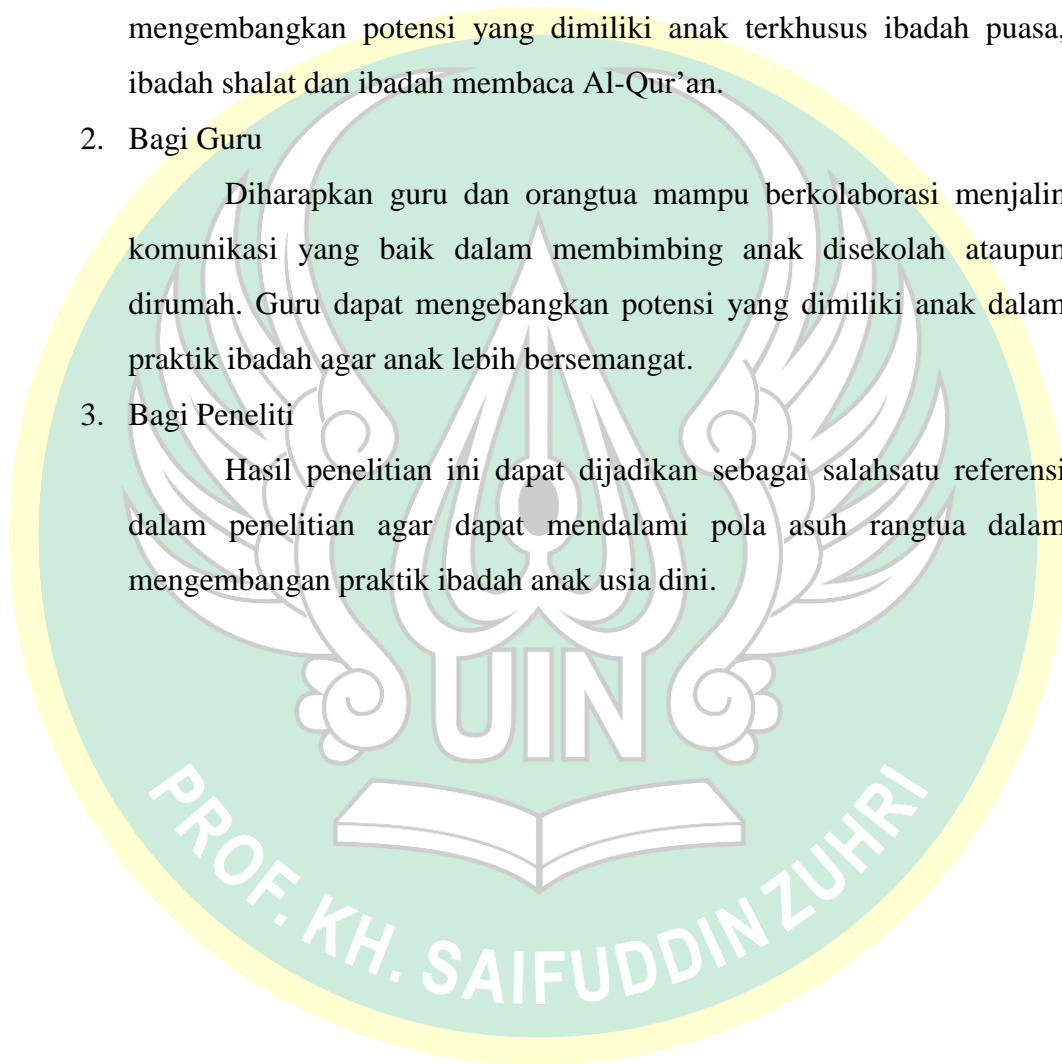 mengembangkan potensi yang dimiliki anak terkhusus ibadah puasa,
ibadah shalat dan ibadah membaca Al-Qur’an.
2. Bagi Guru
Diharapkan guru dan orangtua mampu berkolaborasi menjalin
komunikasi yang baik dalam membimbing anak disekolah ataupun
dirumah. Guru dapat mengebangkan potensi yang dimiliki anak dalam
praktik ibadah agar anak lebih bersemangat.
3. Bagi Peneliti
Hasil penelitian ini dapat dijadikan sebagai salahsatu referensi
dalam penelitian agar dapat mendalami pola asuh rangtua dalam
mengembangan praktik ibadah anak usia dini.
UIN
PROF. KH. SAIFUDDIN ZUHRI